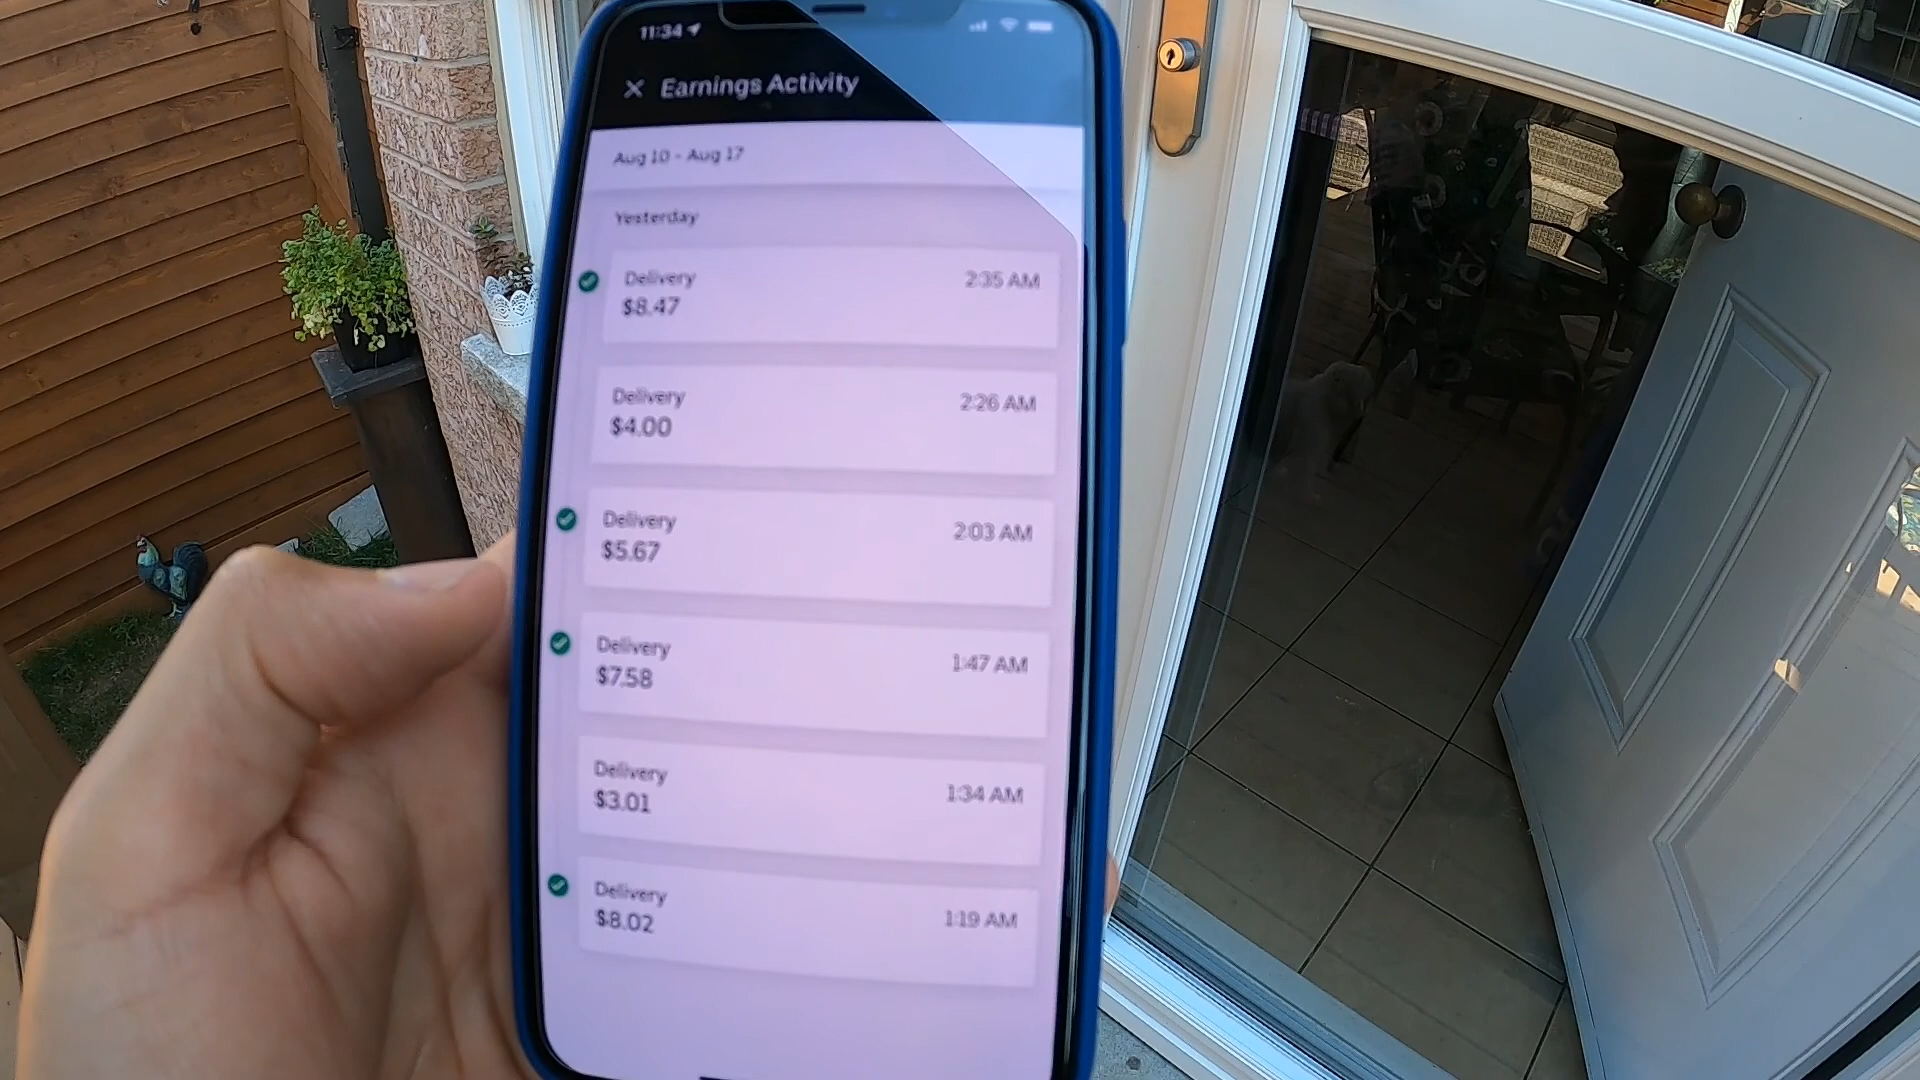 11:34
Earnings Activity
Aug 10 - Aug 17
Yesterday
Delivery 2:35 AM
$8.47
Delivery 2:26 AM
$4.00
Delivery 2:03 AM
$5.67
Delivery 1:47 AM
$7.58
Delivery 1:34 AM
$3.01
Delivery 1:19 AM
$8.02